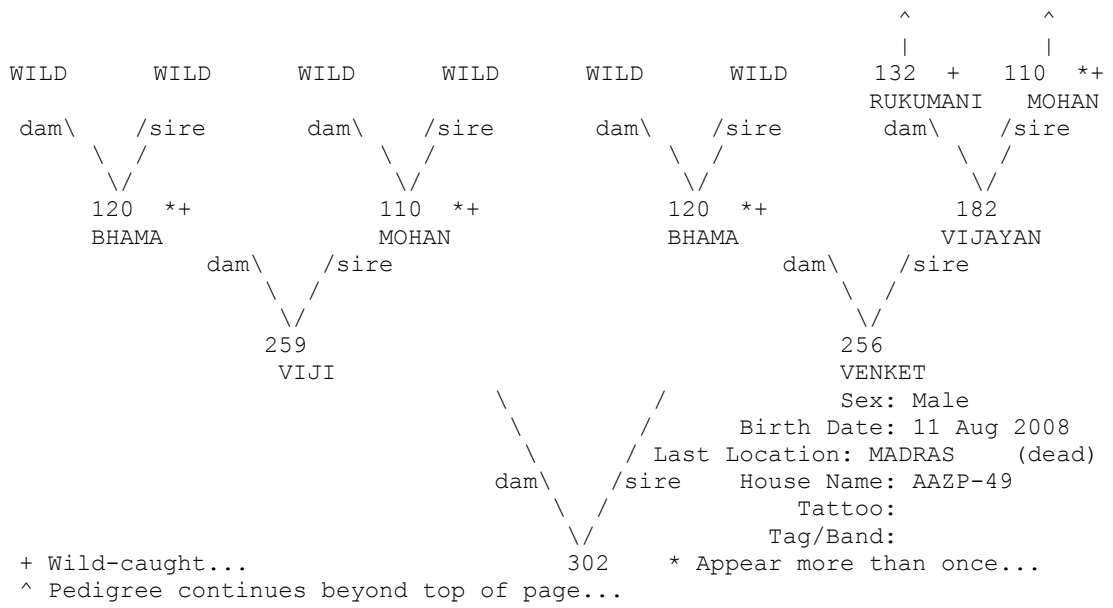 ^ ^
| |
WILD WILD WILD WILD WILD WILD 132 + 110 *+
RUKUMANI MOHAN
dam\ /sire dam\ /sire dam\ /sire dam\ /sire
\ / \ / \ / \ /
\/ \/ \/ \/
120 *+ 110 *+ 120 *+ 182
BHAMA MOHAN BHAMA VIJAYAN
dam\ /sire dam\ /sire
\ / \ /
\/ \/
259 256
VIJI VENKET
\ / Sex: Male
\ / Birth Date: 11 Aug 2008
\ / Last Location: MADRAS (dead)
dam\ /sire House Name: AAZP-49
\ / Tattoo:
\/ Tag/Band:
+ Wild-caught... 302 * Appear more than once...
^ Pedigree continues beyond top of page...